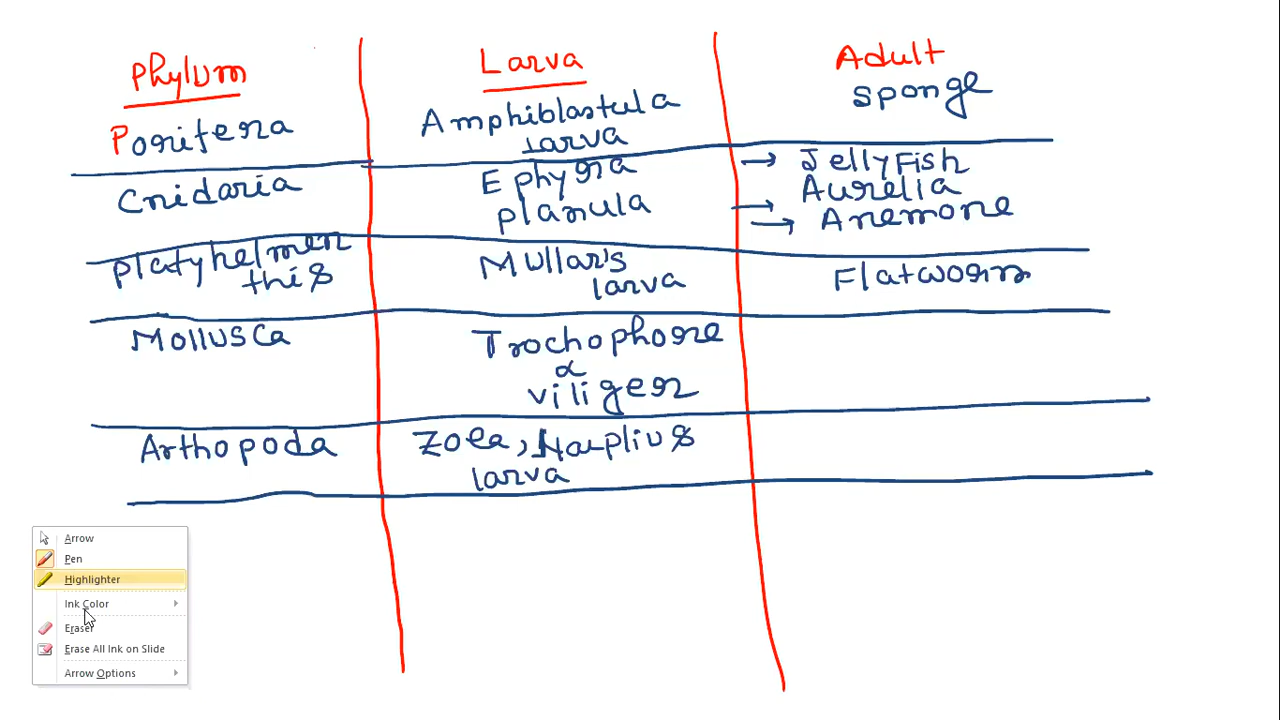 Phylum Larva Adult
Porifera Amphiblastula larva sponge
Cnidaria Ephyra planula → Jellyfish Aurelia → → Anemone
Platyhelmen this Mullar's larva Flatworm
Mollusca Trochophore & viliger
Arthopoda Zoea, Nauplius larva
Arrow
Pen
Highlighter
Ink Color
Eraser
Erase All Ink on Slide
Arrow Options